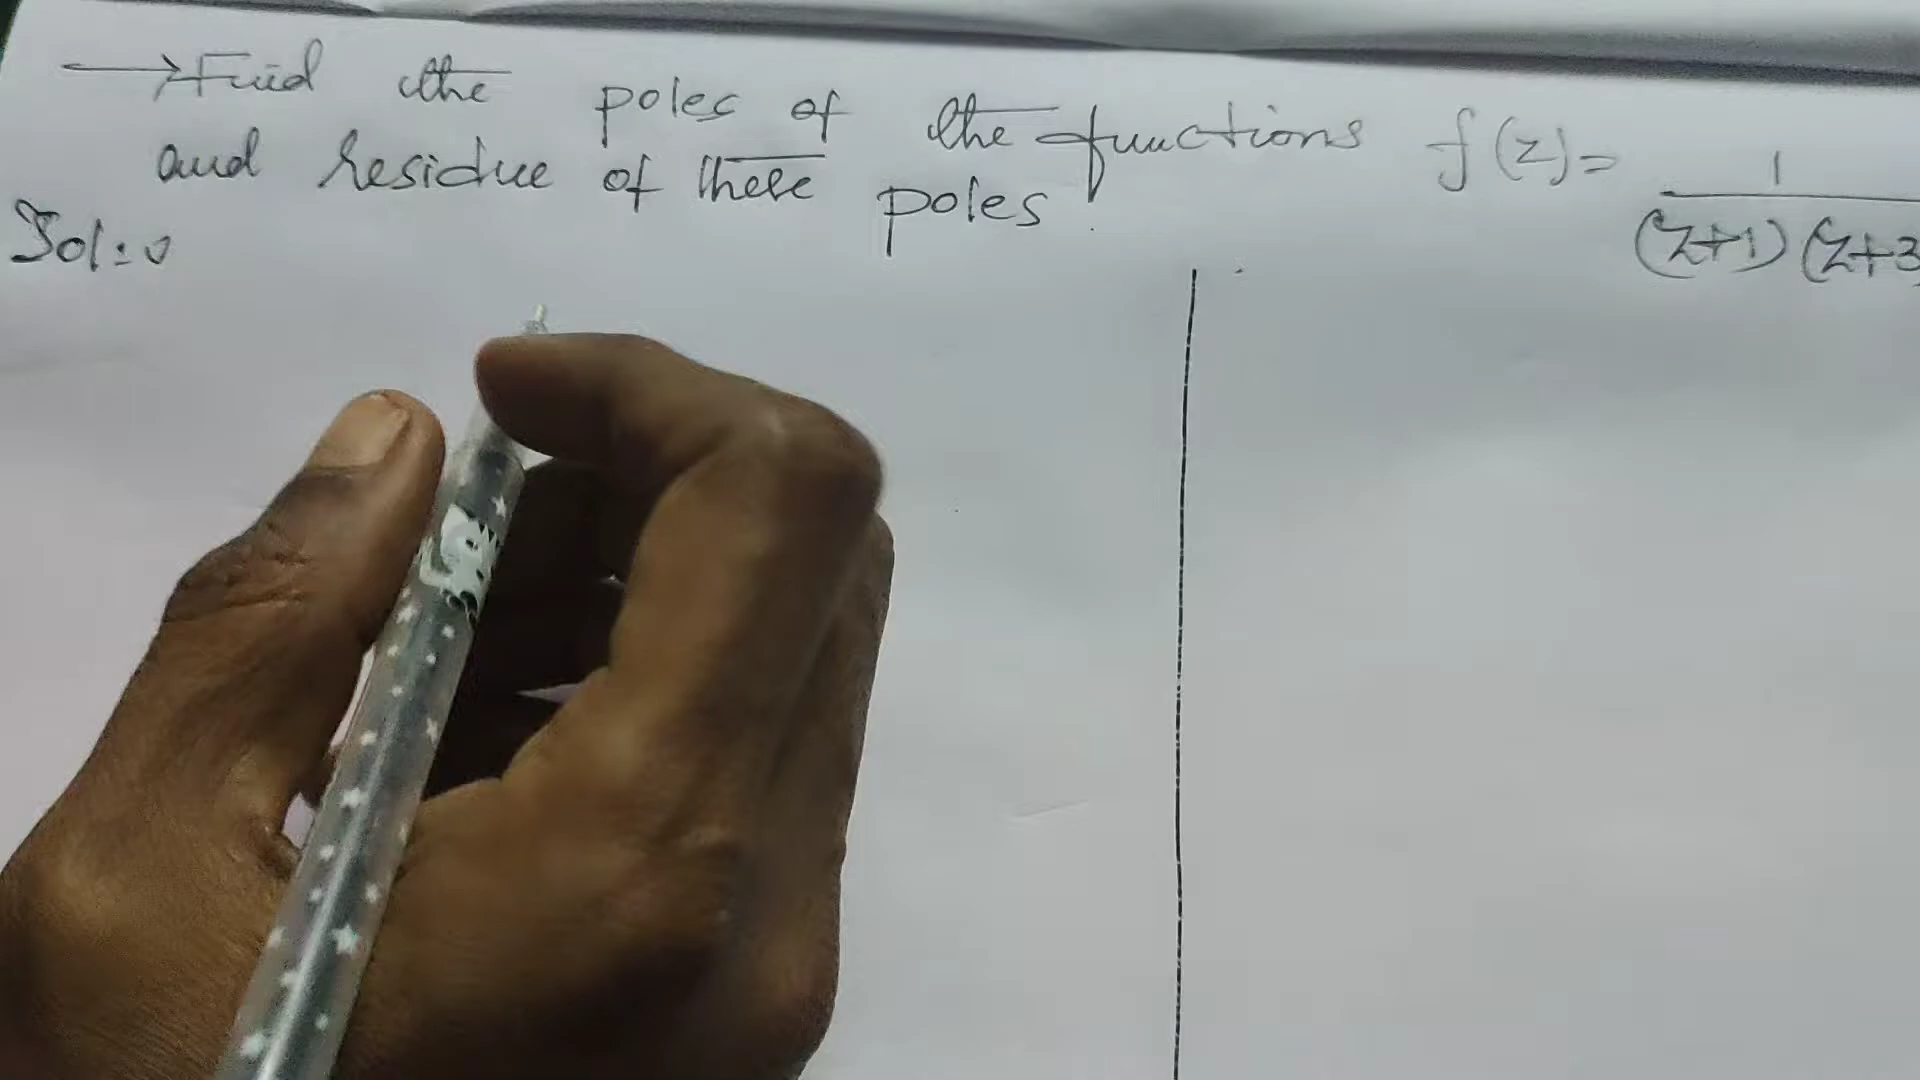 → Find the poles of the functions f(z) = 1 / (z+1)(z+3)
and residue of these poles.
Sol:-